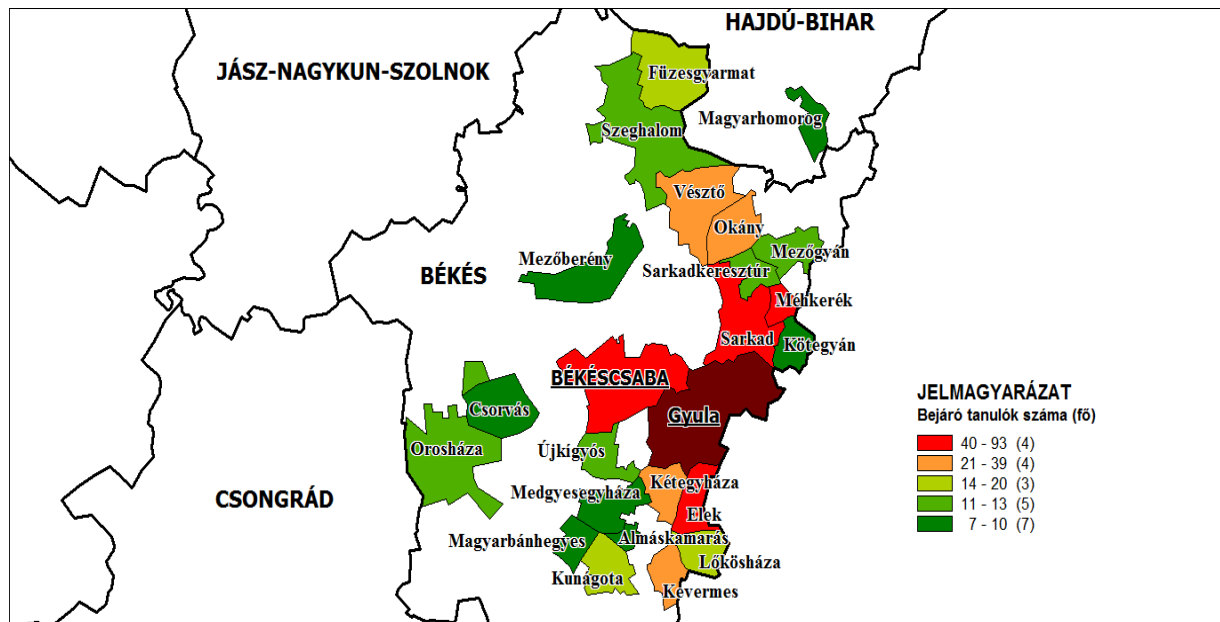 HAJDÚ-BIHAR
JÁSZ-NAGYKUN-SZOLNOK
Füzesgyarmat
Magyarhomorog
Szeghalom
Vésztő
Okány
Mezőgyán
Mezőberény
Sarkadkeresztúr
BÉKÉS
Méhkerék
Sarkad
Kötegyán
BÉKÉSCSABA
Csorvás
Gyula
Orosháza
Újkígyós
Kétegyháza
Medgyesegyháza
CSONGRÁD
Elek
Almáskamarás
Magyarbánhegyes
Lőkösháza
Kunágota
Kevermes
JELMAGYARÁZAT
Bejáró tanulók száma (fő)
40 - 93 (4)
21 - 39 (4)
14 - 20 (3)
11 - 13 (5)
7 - 10 (7)